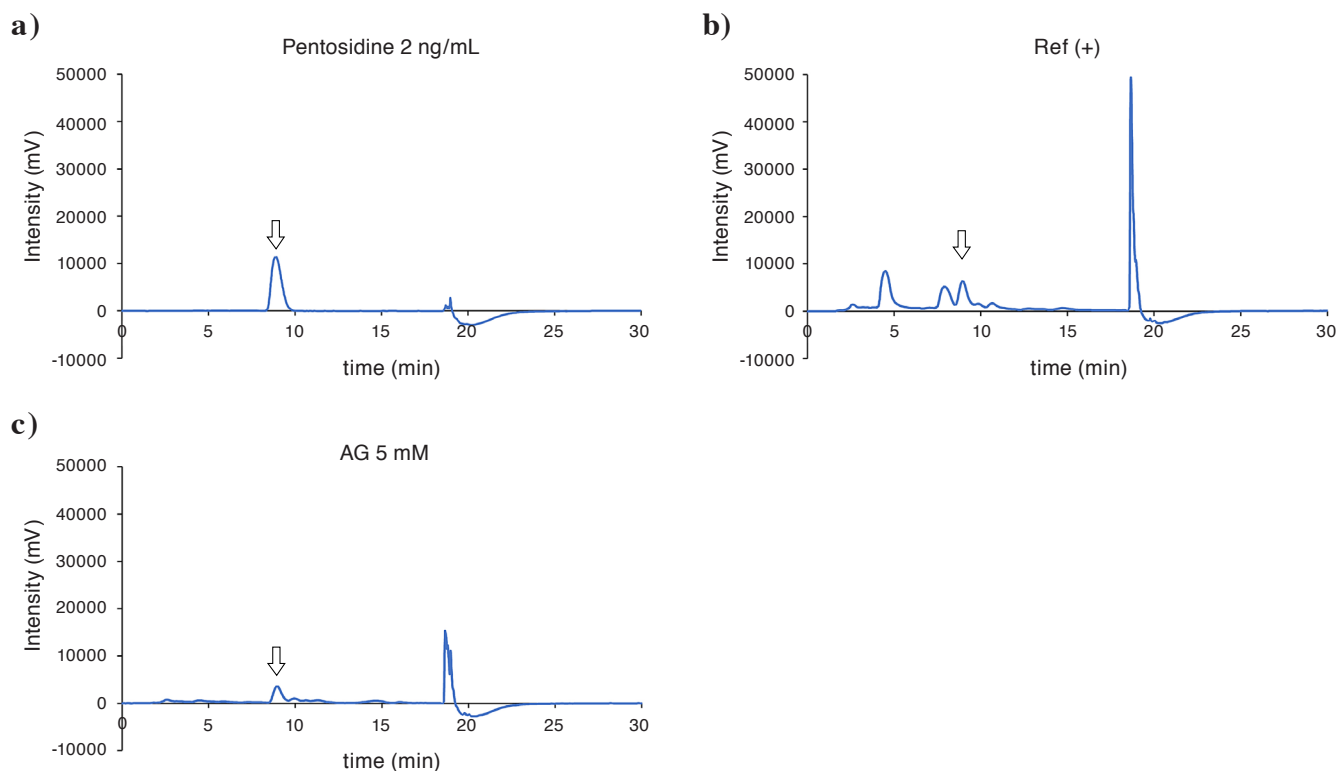 a)
Pentosidine 2 ng/mL
50000
40000
30000
20000
10000
0
-10000
Intensity (mV)
0 5 10 15 20 25 30
time (min)
b)
Ref (+)
50000
40000
30000
20000
10000
0
-10000
Intensity (mV)
0 5 10 15 20 25 30
time (min)
c)
AG 5 mM
50000
40000
30000
20000
10000
0
-10000
Intensity (mV)
0 5 10 15 20 25 30
time (min)